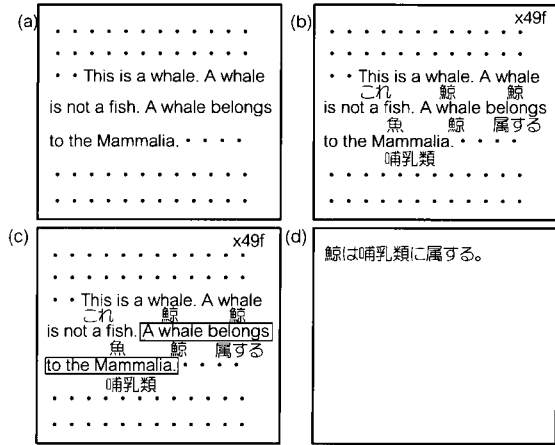 (a)
・・・・・・・・・・・・
・・・・・・・・・・・・
・・This is a whale. A whale
is not a fish. A whale belongs
to the Mammalia.・・・・
・・・・・・・・・・・・
・・・・・・・・・・・・
(b)
x49f
・・・・・・・・・・・・
・・・・・・・・・・・・
・・This is a whale. A whale
これ 鯨 鯨
is not a fish. A whale belongs
魚 鯨 属する
to the Mammalia.・・・・
哺乳類
・・・・・・・・・・・・
・・・・・・・・・・・・
(c)
x49f
・・・・・・・・・・・・
・・・・・・・・・・・・
・・This is a whale. A whale
これ 鯨 鯨
is not a fish. A whale belongs
魚 鯨 属する
to the Mammalia.・・・・
哺乳類
・・・・・・・・・・・・
・・・・・・・・・・・・
(d)
鯨は哺乳類に属する。